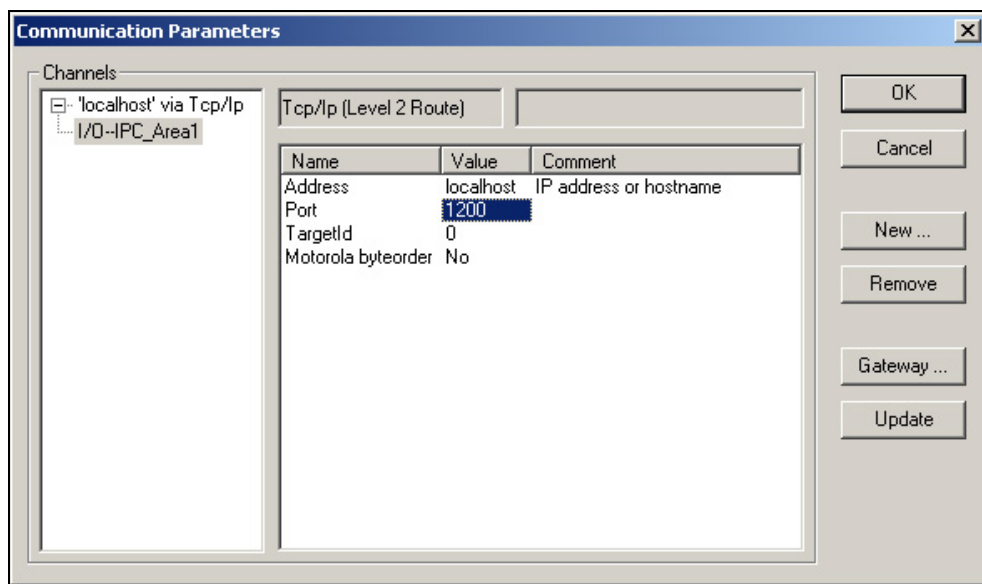 Communication Parameters
Channels
'localhost' via Tcp/Ip
I/O--IPC_Area1
Tcp/Ip (Level 2 Route)
Name Value Comment
Address localhost IP address or hostname
Port 1200
TargetId 0
Motorola byteorder No
OK
Cancel
New ...
Remove
Gateway ...
Update